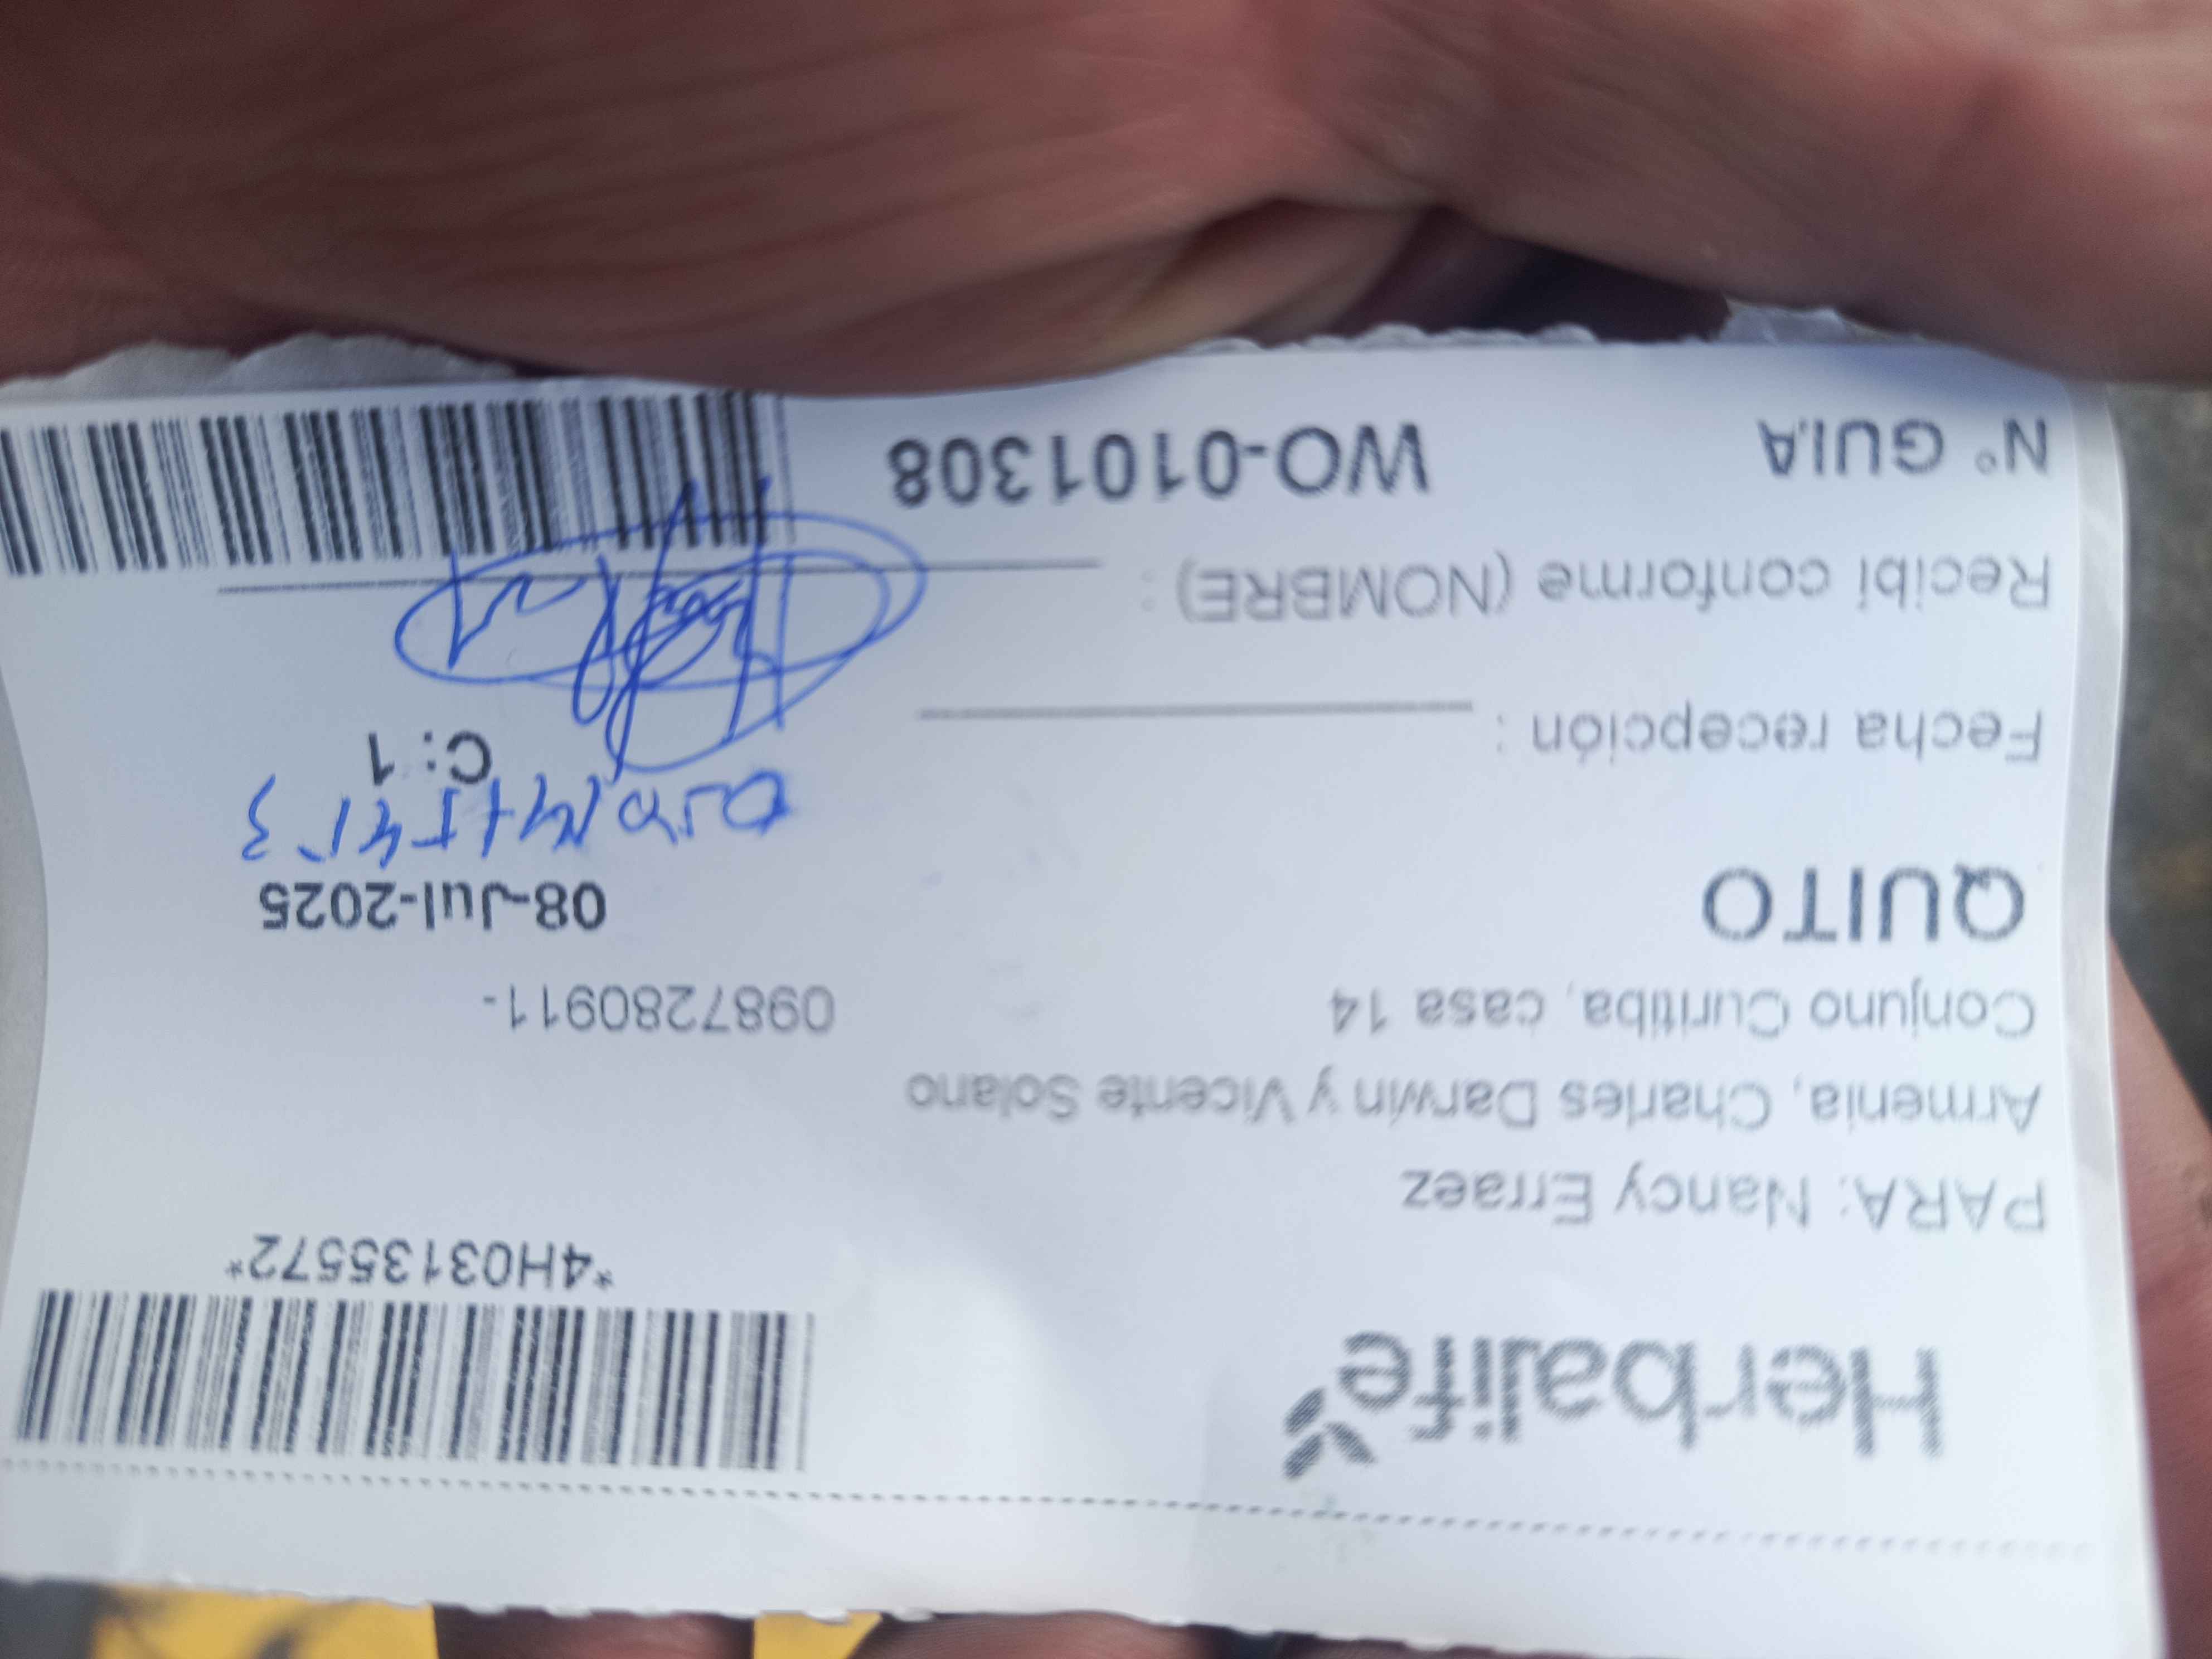 Herbalife
*4H03135572*
PARA: Nancy Erraez
Armenia, Charles Darwin y Vicente Solano
Conjuno Curitiba, casa 14
0987280911-
QUITO
08-Jul-2025
C: 1
Fecha recepción :
Recibí conforme (NOMBRE) :
N° GUIA
WO-0101308